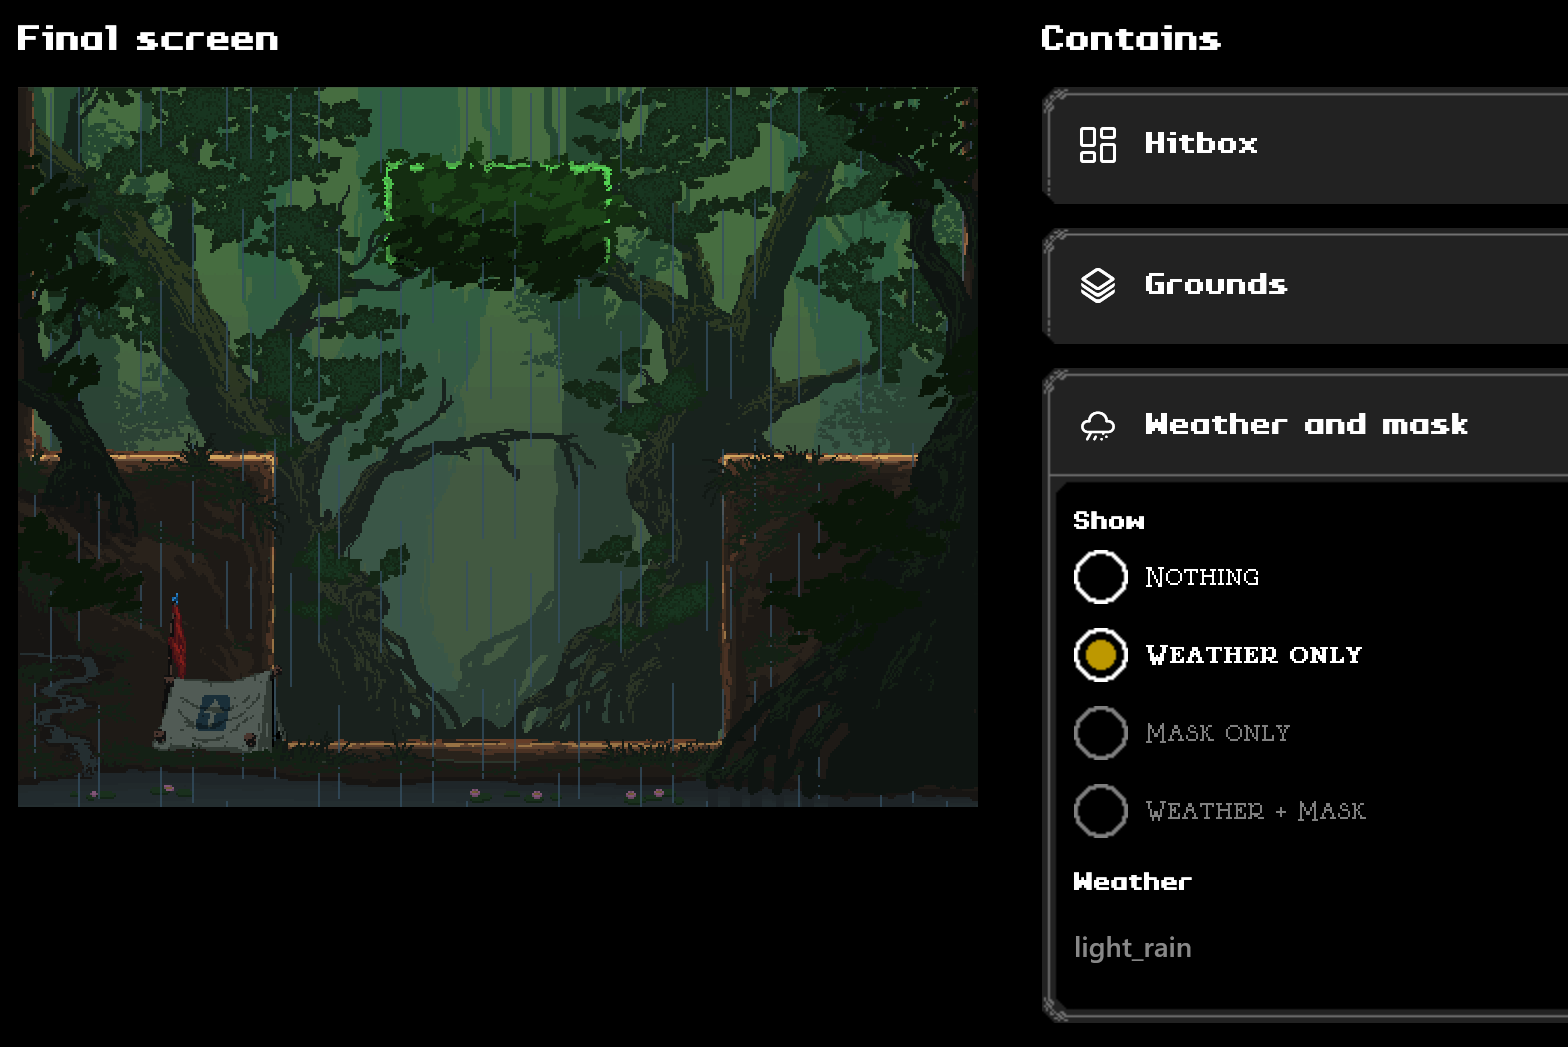 Final screen
Contains
Hitbox
Grounds
Weather and mask
Show
Nothing
Weather only
Mask only
Weather + Mask
Weather
light_rain